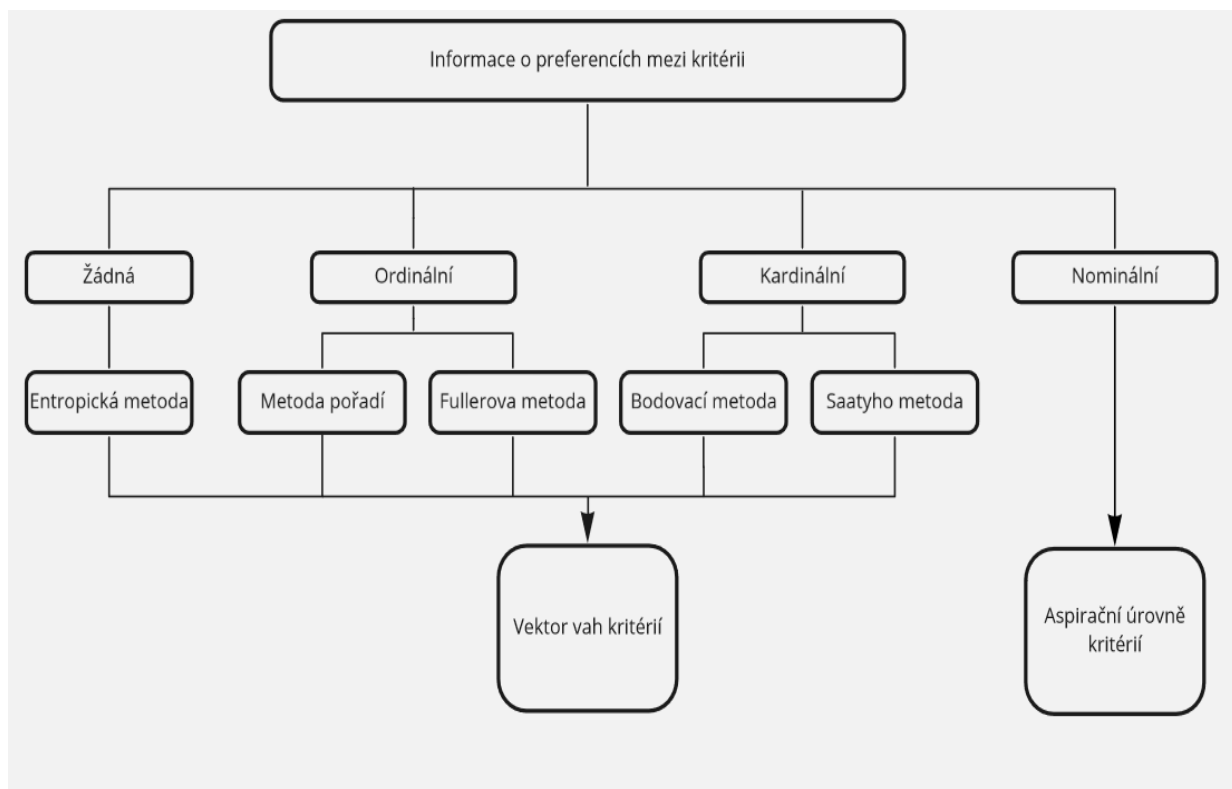 Informace o preferencích mezi kritérii
Žádná
Ordinální
Kardinální
Nominální
Entropická metoda
Metoda pořadí
Fullerova metoda
Bodovací metoda
Saatyho metoda
Vektor vah kritérií
Aspirační úrovně
kritérií